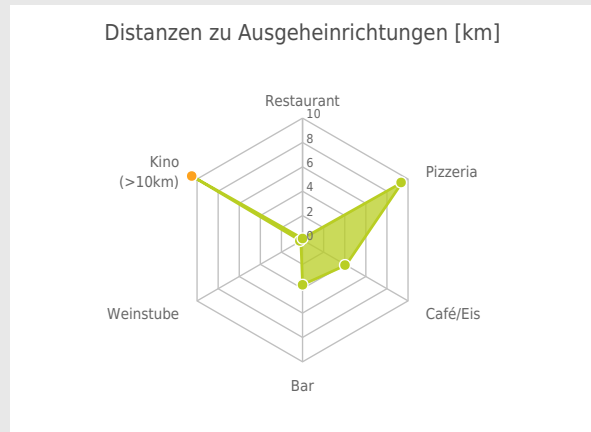 Distanzen zu Ausgeheinrichtungen [km]
Restaurant
10
8
6
4
2
0
Pizzeria
Café/Eis
Bar
Weinstube
Kino
(>10km)